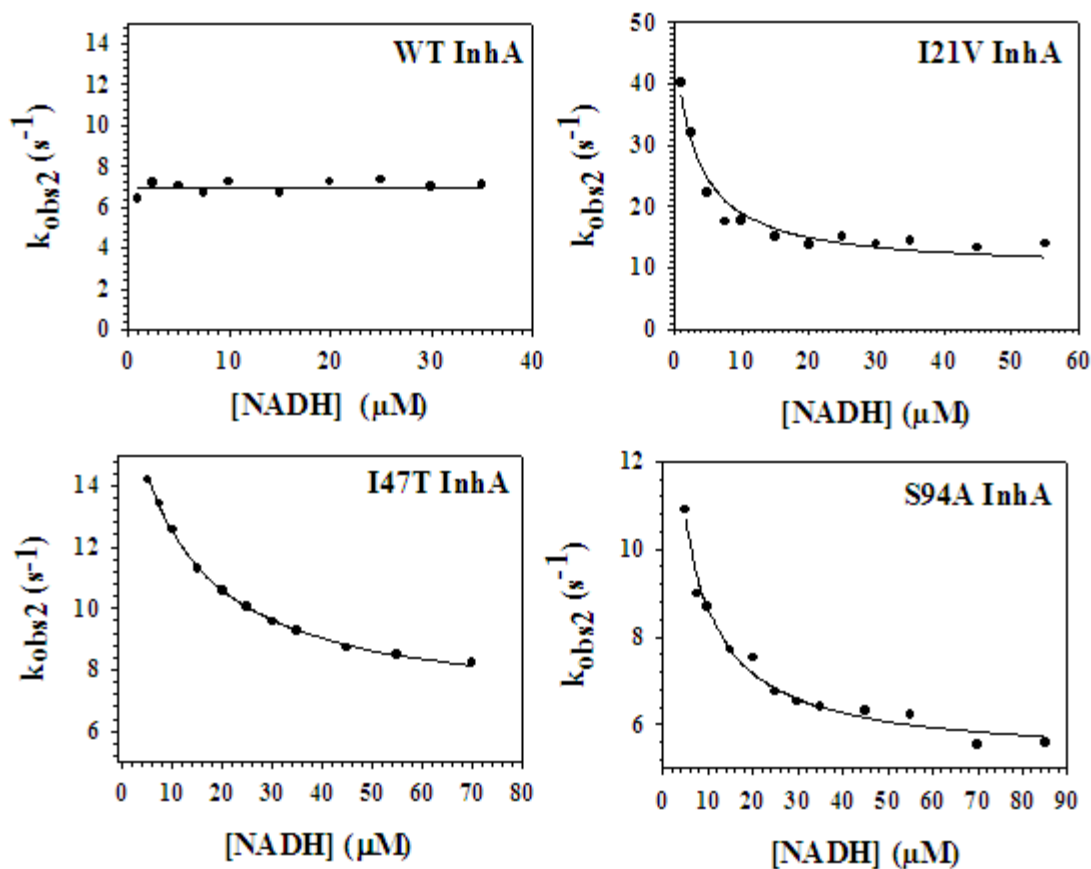 WT InhA
k_obs2 (s^-1)
14
12
10
8
6
4
2
0
0 10 20 30 40
[NADH] (µM)
I21V InhA
k_obs2 (s^-1)
50
40
30
20
10
0
0 10 20 30 40 50 60
[NADH] (µM)
I47T InhA
k_obs2 (s^-1)
14
12
10
8
6
0 10 20 30 40 50 60 70 80
[NADH] (µM)
S94A InhA
k_obs2 (s^-1)
12
10
8
6
0 10 20 30 40 50 60 70 80 90
[NADH] (µM)